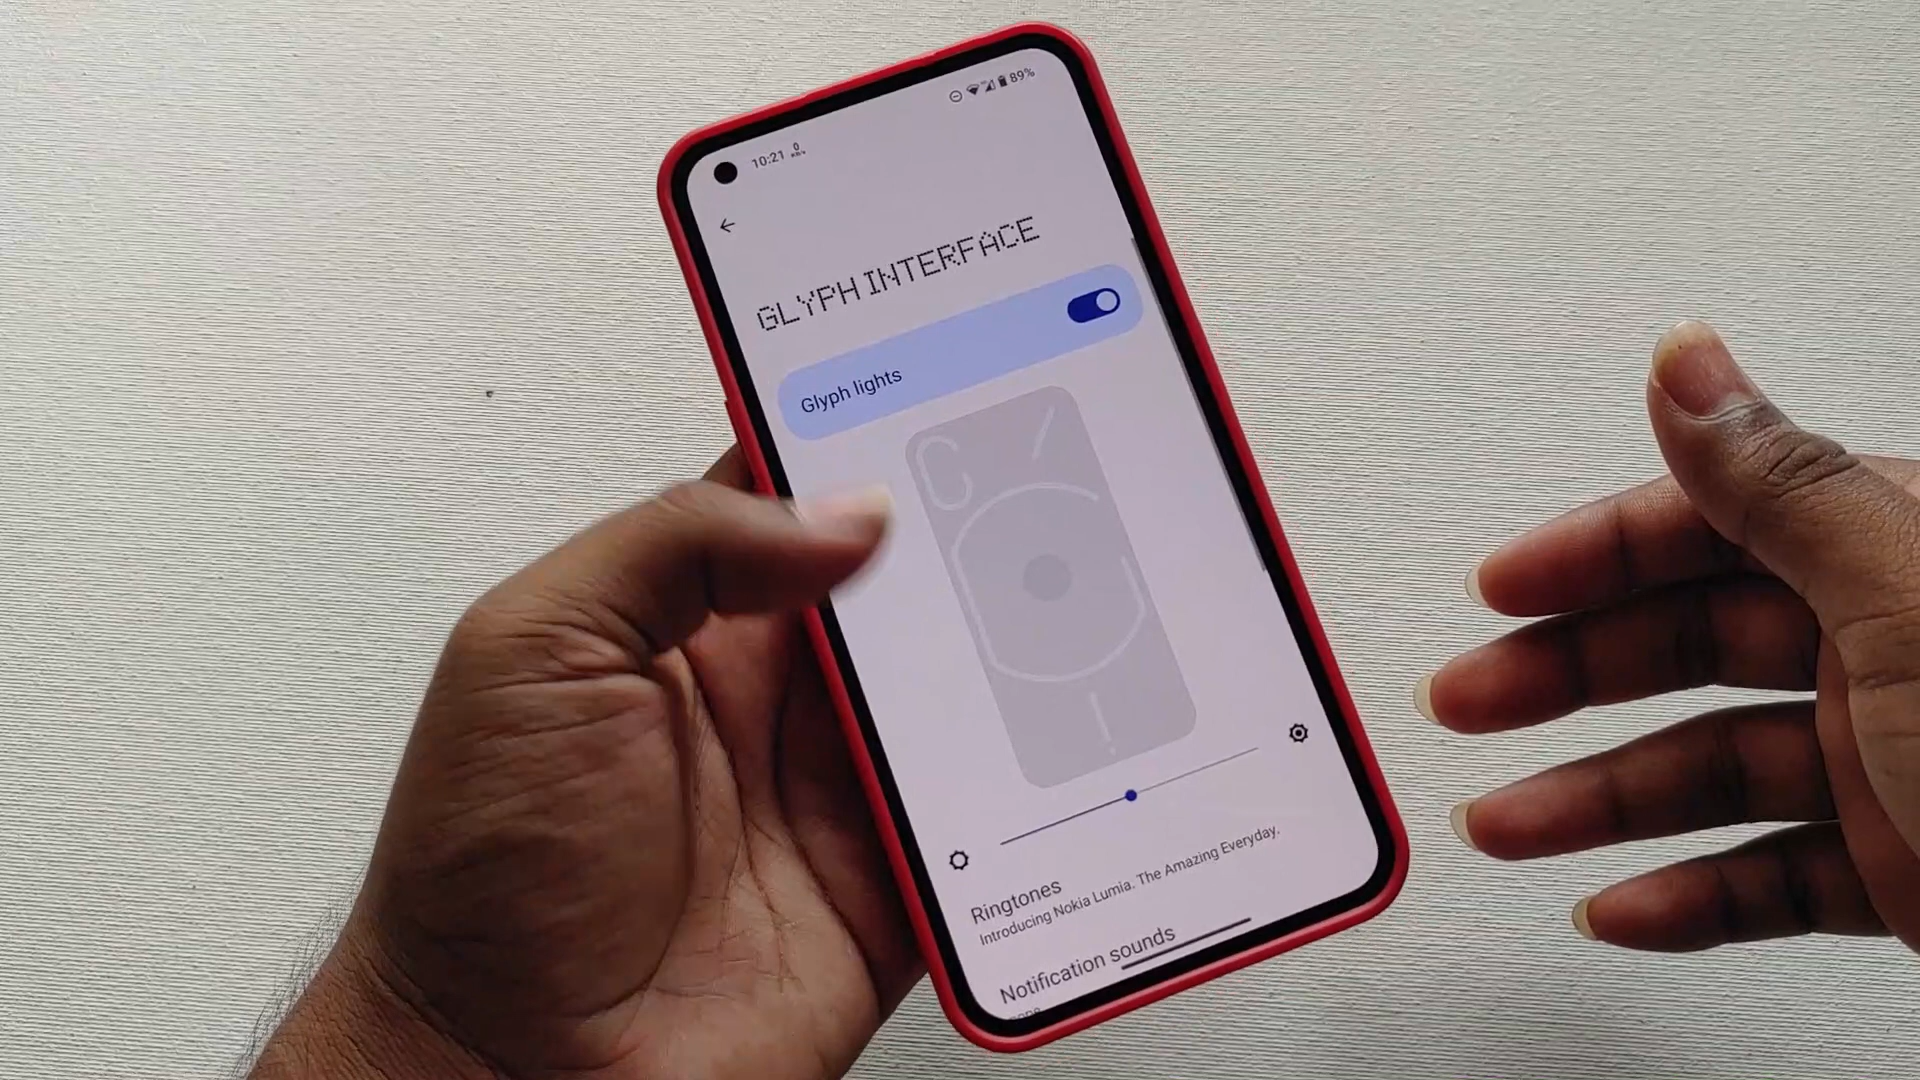 10:21
89%
GLYPH INTERFACE
Glyph lights
Ringtones
Introducing Nokia Lumia. The Amazing Everyday.
Notification sounds